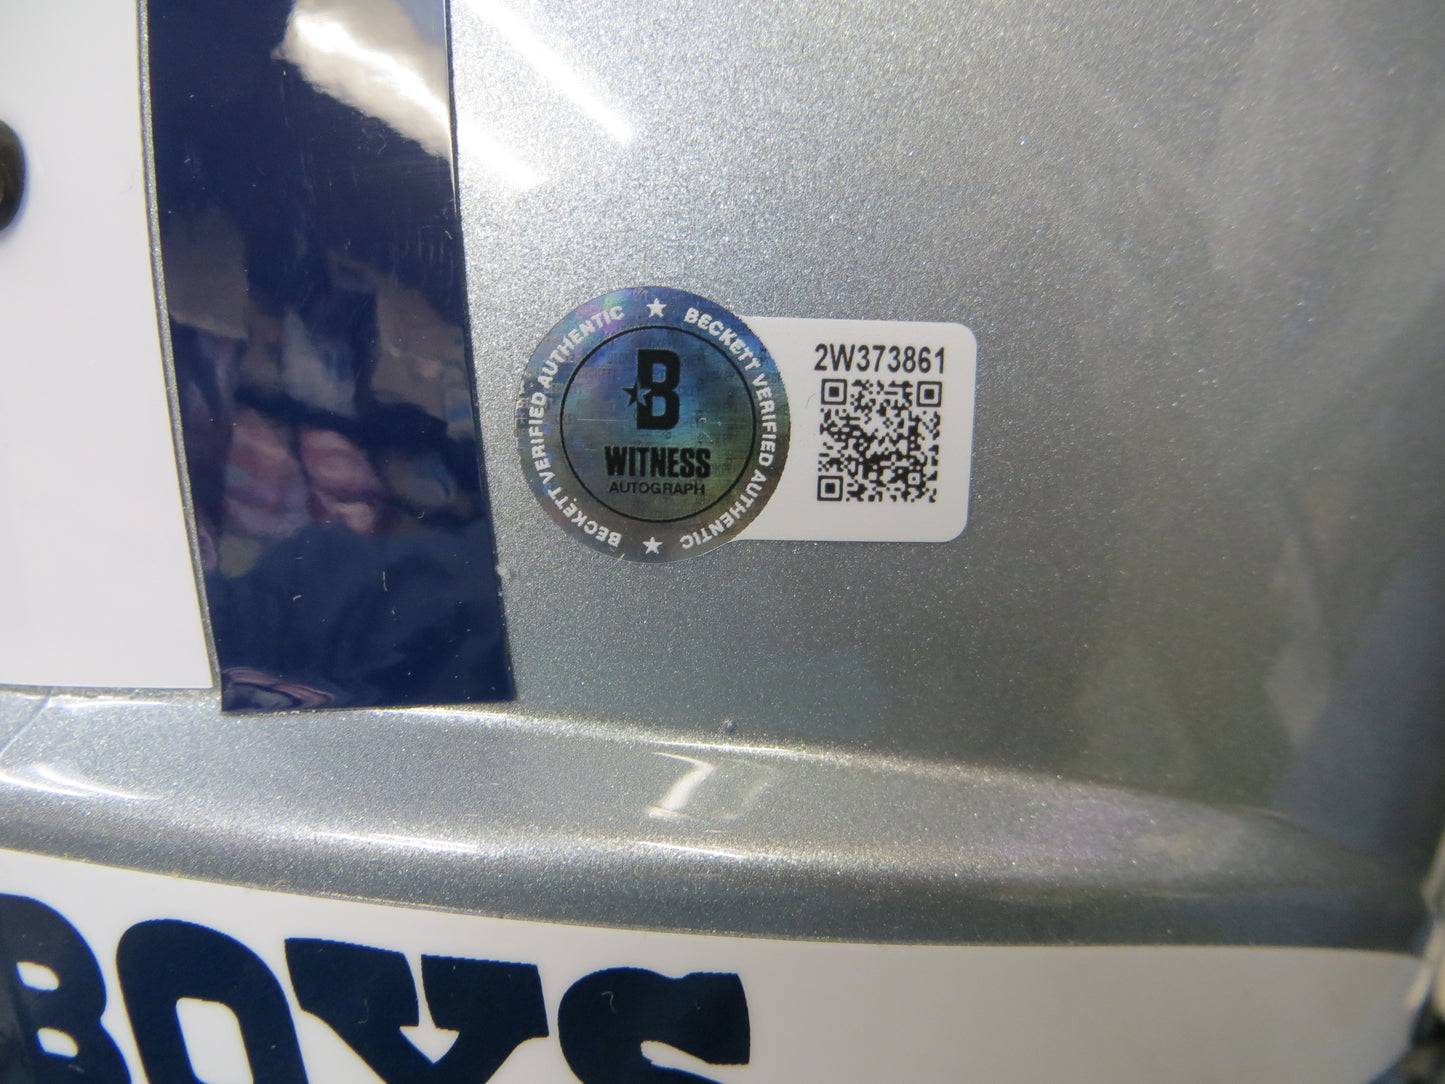 ★ BECKETT VERIFIED AUTHENTIC ★ BECKETT VERIFIED AUTHENTIC
B
WITNESS
AUTOGRAPH
2W373861
BOYS